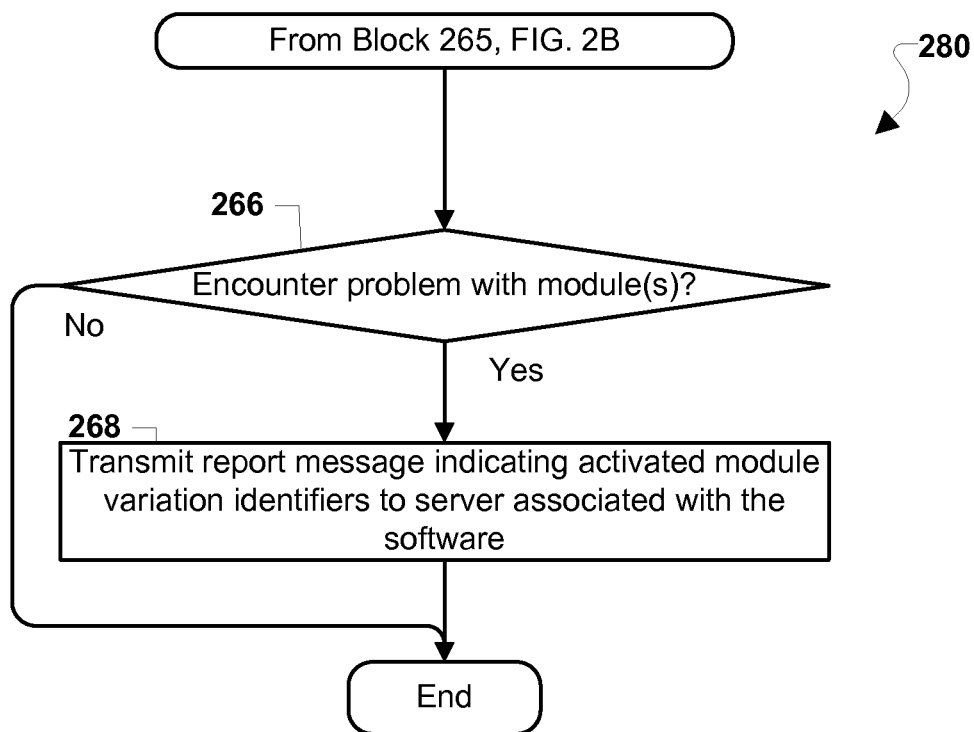 From Block 265, FIG. 2B
280
266
Encounter problem with module(s)?
No
Yes
268
Transmit report message indicating activated module
variation identifiers to server associated with the
software
End